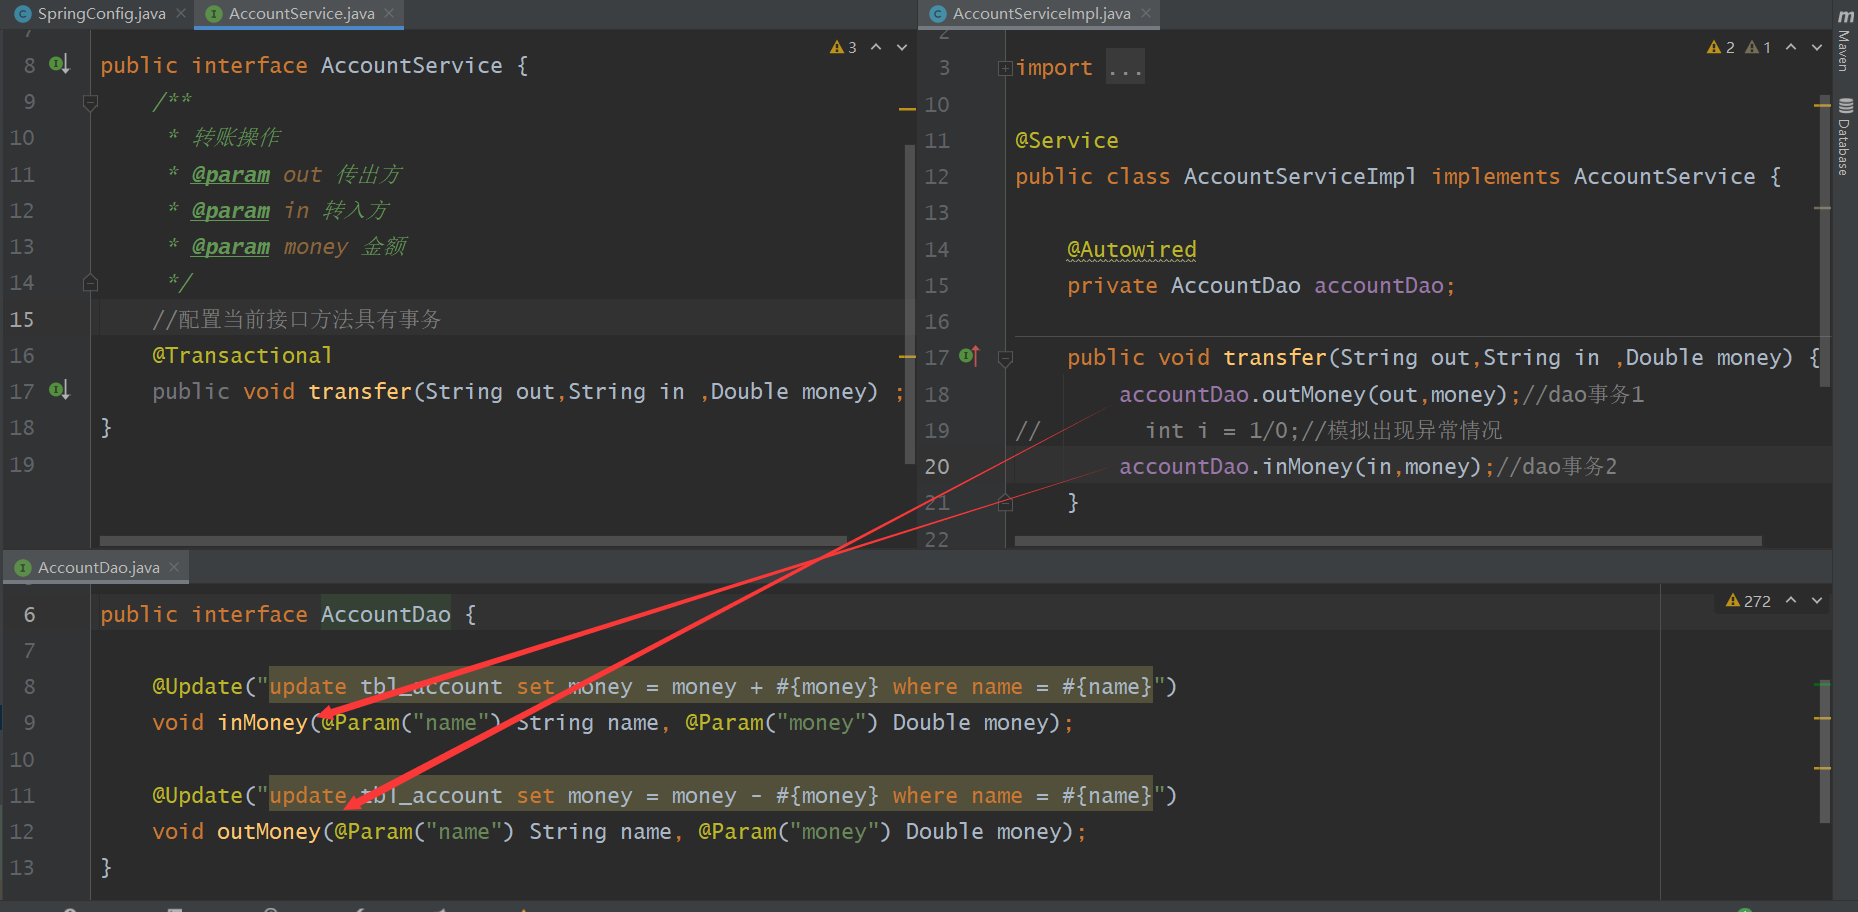 SpringConfig.java
AccountService.java
7
3
8 public interface AccountService {
9 /**
10 * 转账操作
11 * @param out 传出方
12 * @param in 转入方
13 * @param money 金额
14 */
15 //配置当前接口方法具有事务
16 @Transactional
17 public void transfer(String out,String in ,Double money) ;
18 }
19
AccountServiceImpl.java
2
2 1
3 import ...
10
11 @Service
12 public class AccountServiceImpl implements AccountService {
13
14 @Autowired
15 private AccountDao accountDao;
16
17 public void transfer(String out,String in ,Double money) {
18 accountDao.outMoney(out,money);//dao事务1
19 // int i = 1/0;//模拟出现异常情况
20 accountDao.inMoney(in,money);//dao事务2
21 }
22
Maven
Database
AccountDao.java
272
6 public interface AccountDao {
7
8 @Update("update tbl_account set money = money + #{money} where name = #{name}")
9 void inMoney(@Param("name") String name, @Param("money") Double money);
10
11 @Update("update tbl_account set money = money - #{money} where name = #{name}")
12 void outMoney(@Param("name") String name, @Param("money") Double money);
13 }